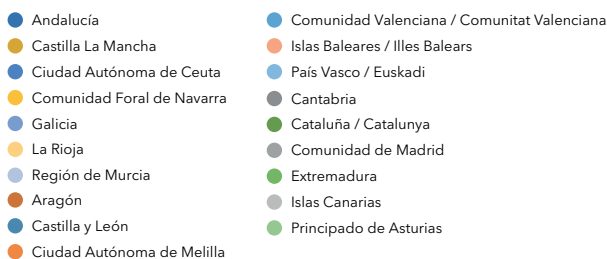 Andalucía
Castilla La Mancha
Ciudad Autónoma de Ceuta
Comunidad Foral de Navarra
Galicia
La Rioja
Región de Murcia
Aragón
Castilla y León
Ciudad Autónoma de Melilla
Comunidad Valenciana / Comunitat Valenciana
Islas Baleares / Illes Balears
País Vasco / Euskadi
Cantabria
Cataluña / Catalunya
Comunidad de Madrid
Extremadura
Islas Canarias
Principado de Asturias